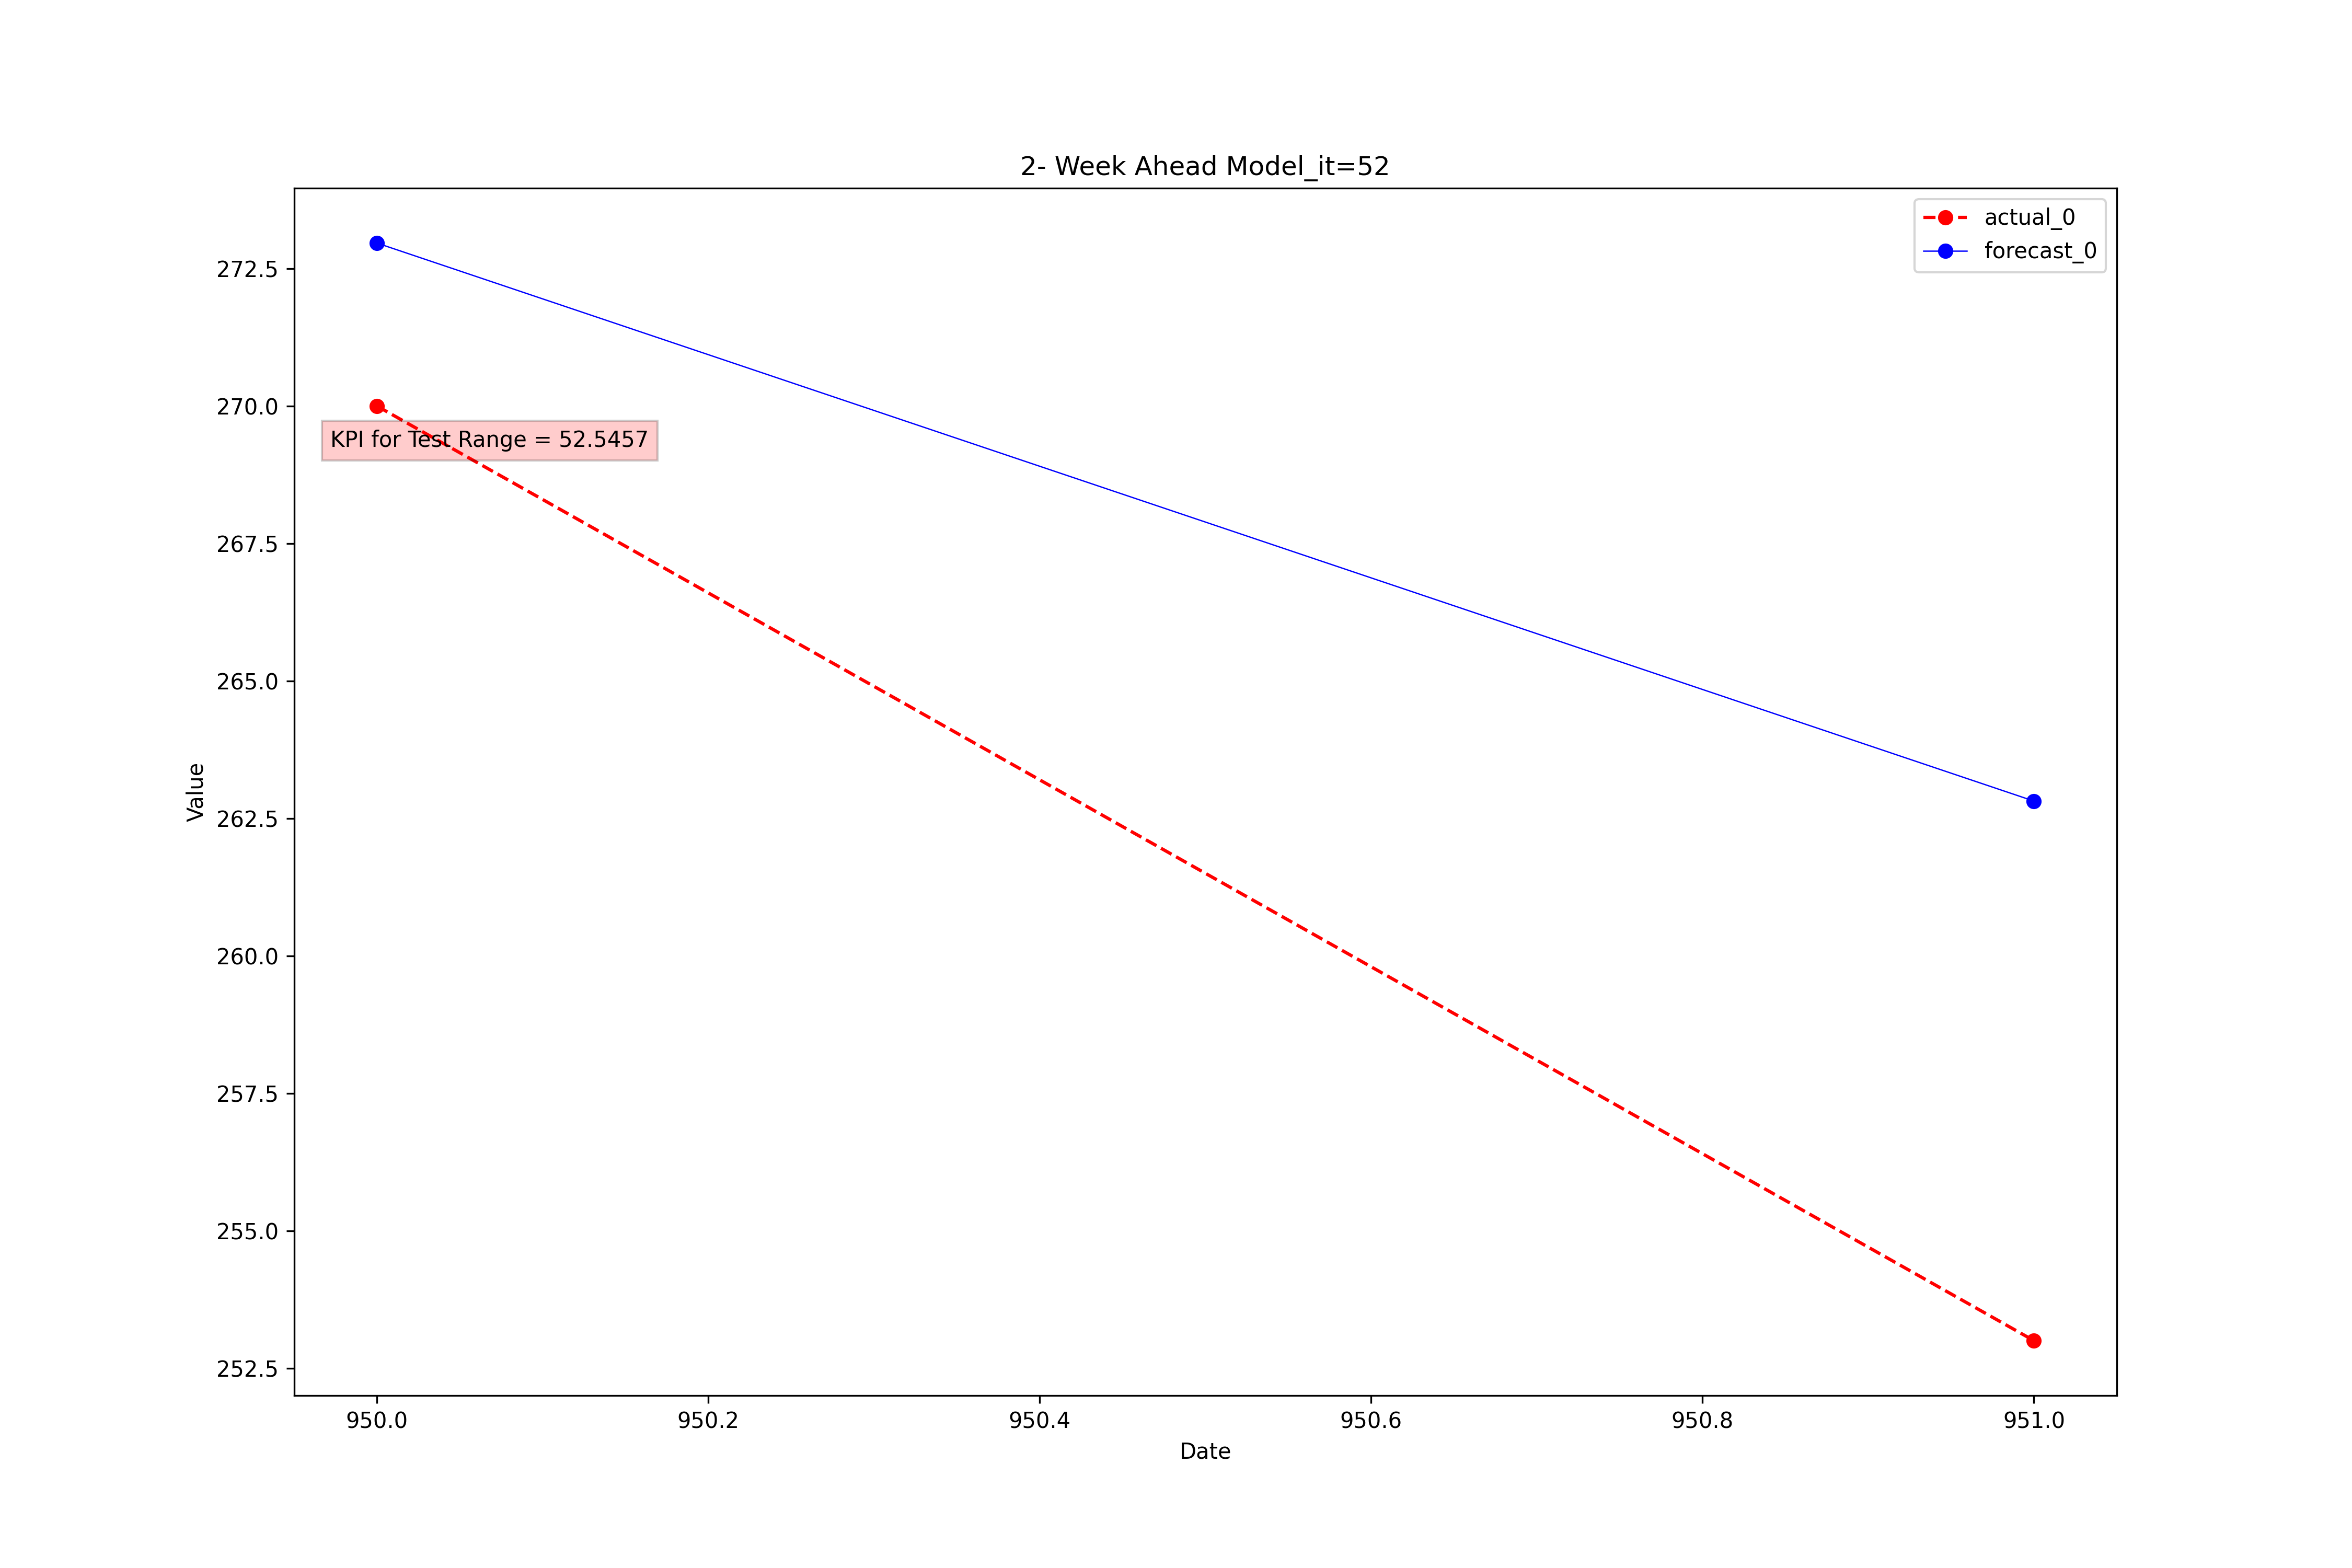 2- Week Ahead Model_it=52
actual_0
forecast_0
272.5
270.0
KPI for Test Range = 52.5457
267.5
265.0
Value
262.5
260.0
257.5
255.0
252.5
950.0 950.2 950.4 950.6 950.8 951.0
Date